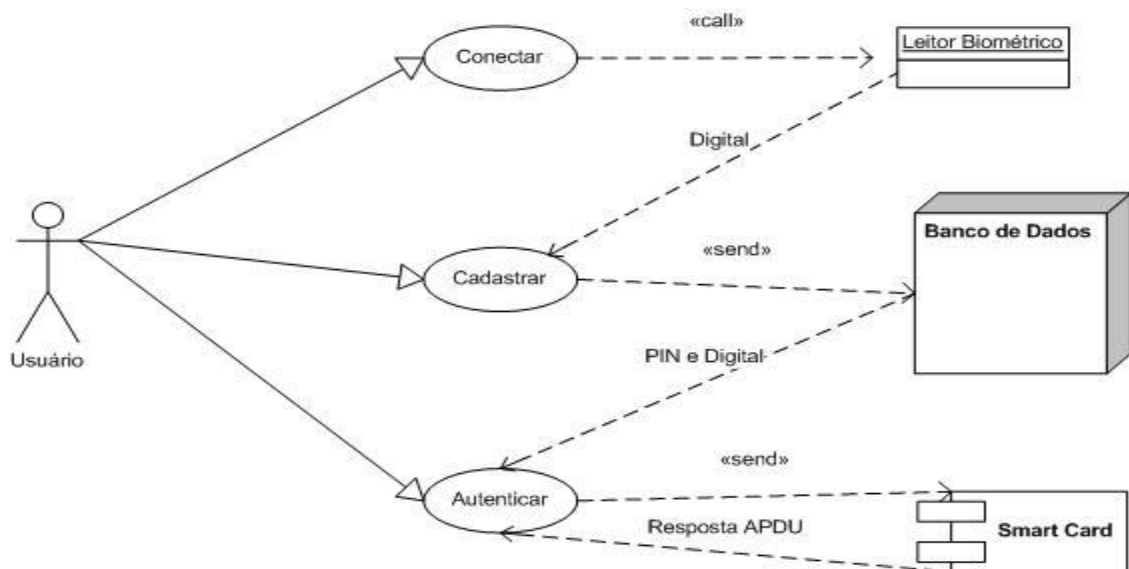 «call»
Conectar
Leitor Biométrico
Digital
Banco de Dados
«send»
Cadastrar
Usuário
PIN e Digital
«send»
Autenticar
Resposta APDU
Smart Card